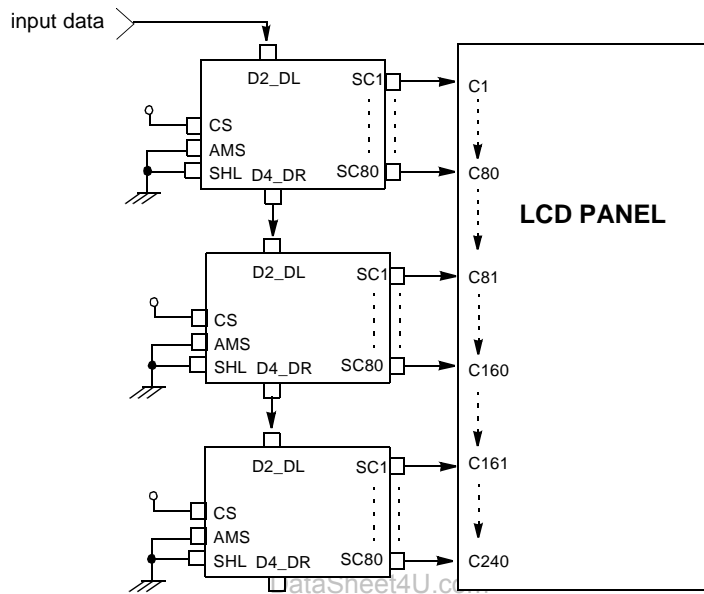 input data
D2_DL
SC1
C1
CS
AMS
SHL
D4_DR
SC80
C80
LCD PANEL
D2_DL
SC1
C81
CS
AMS
SHL
D4_DR
SC80
C160
D2_DL
SC1
C161
CS
AMS
SHL
D4_DR
SC80
C240
DataSheet4U.com